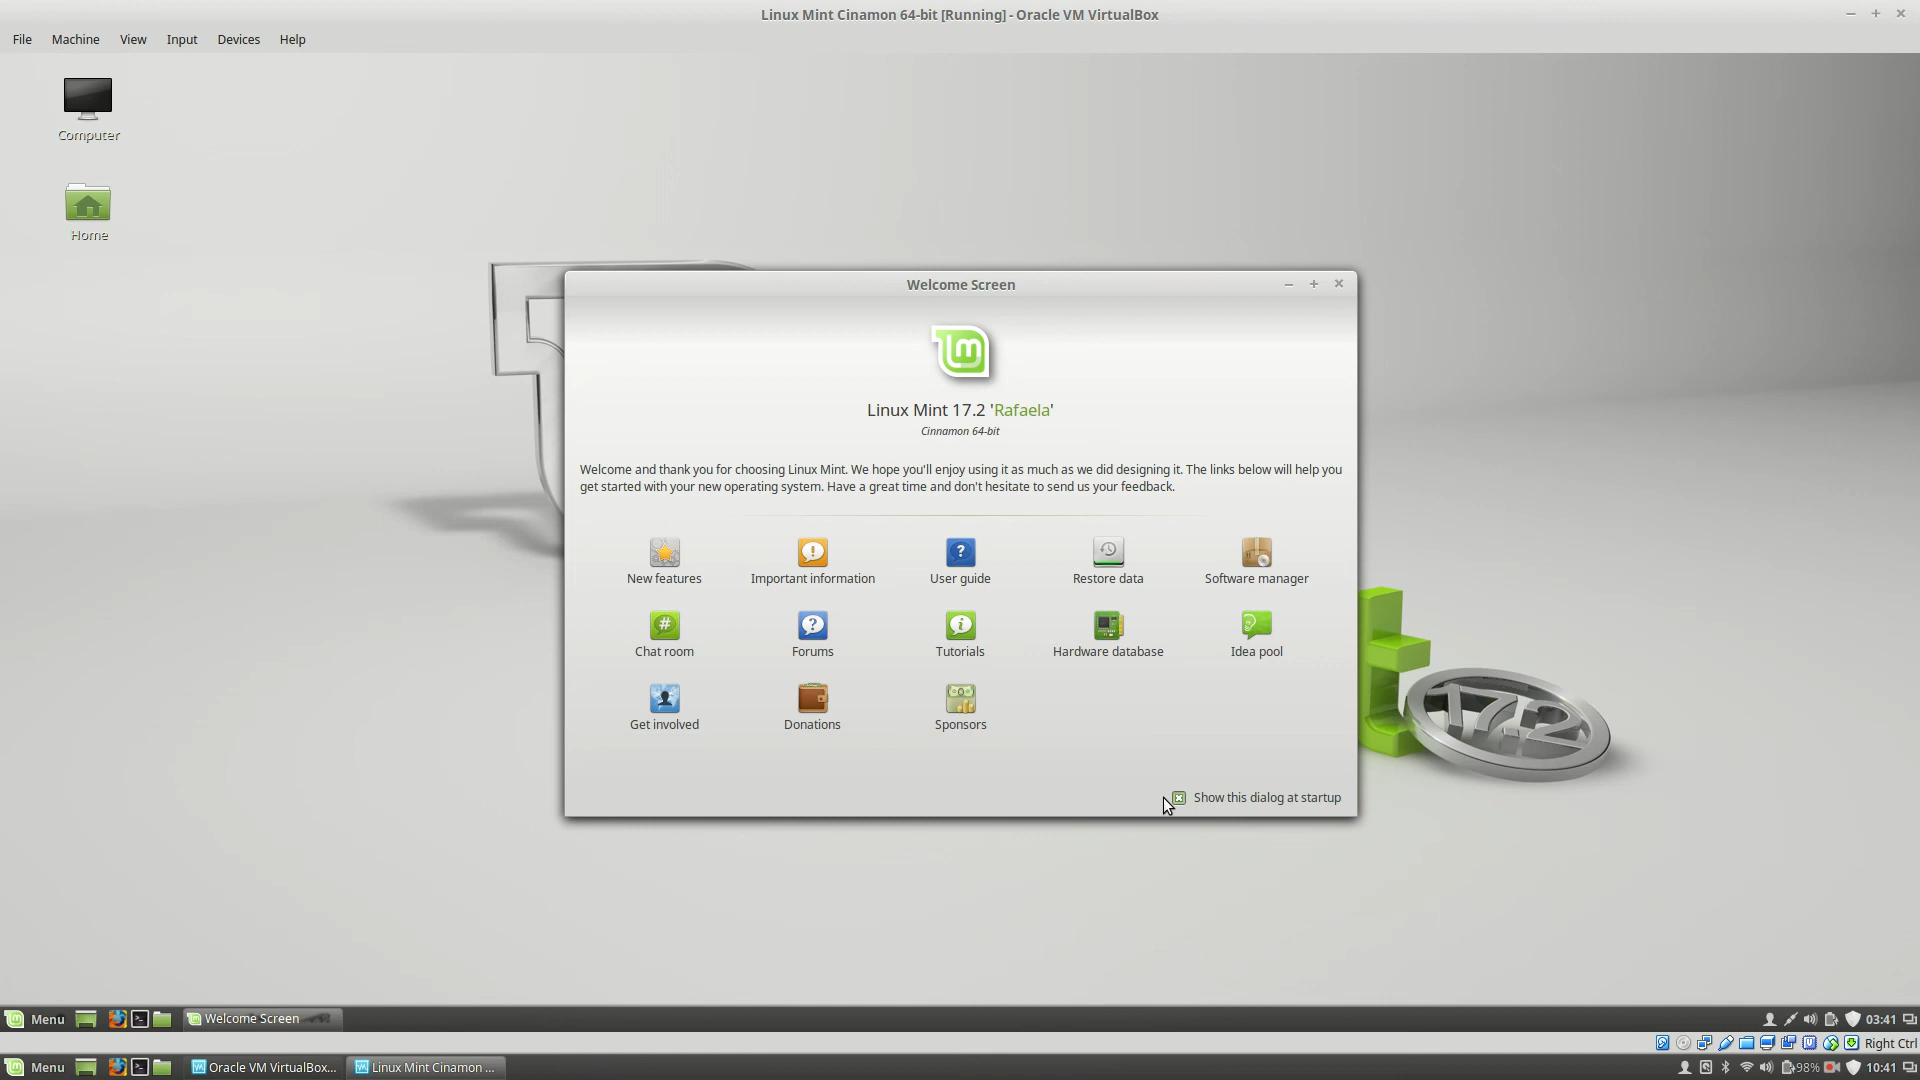 Linux Mint Cinamon 64-bit [Running] - Oracle VM VirtualBox
File Machine View Input Devices Help
Computer
Home
Welcome Screen
Linux Mint 17.2 'Rafaela'
Cinnamon 64-bit
Welcome and thank you for choosing Linux Mint. We hope you'll enjoy using it as much as we did designing it. The links below will help you
get started with your new operating system. Have a great time and don't hesitate to send us your feedback.
New features Important information User guide Restore data Software manager
Chat room Forums Tutorials Hardware database Idea pool
Get involved Donations Sponsors
17.2
Show this dialog at startup
Menu Welcome Screen 03:41
Right Ctrl
Menu Oracle VM VirtualBox... Linux Mint Cinamon ... 98% 10:41